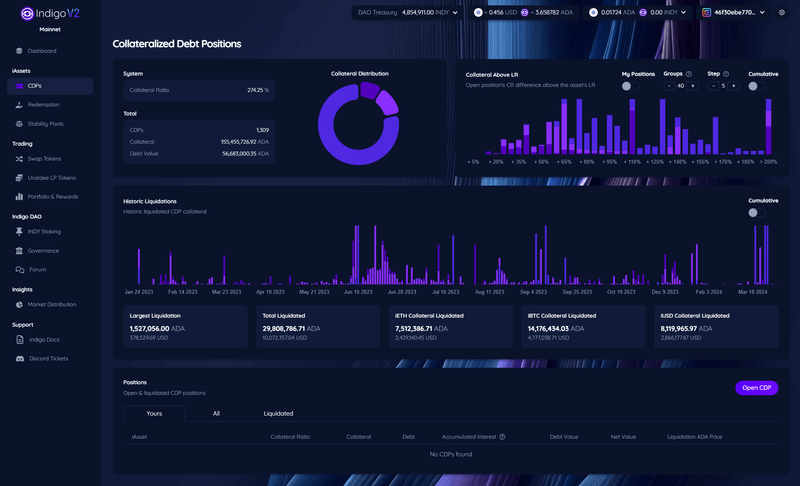 Indigo V2
Mainnet
Dashboard
iAssets
CDPs
Redemption
Stability Pools
Trading
Swap Tokens
Unstake LP Tokens
Portfolio & Rewards
Indigo DAO
INDY Staking
Governance
Forum
Insights
Market Distribution
Support
Indigo Docs
Discord Tickets
DAO Treasury 4,854,911.00 INDY
≈ 0.456 USD ≈ 3.658782 ADA
0.01724 ADA 0.00 INDY
46f30ebe770...
Collateralized Debt Positions
System
Collateral Ratio 274.25 %
Total
CDPs 1,309
Collateral 155,455,726.92 ADA
Debt Value 56,683,000.35 ADA
Collateral Distribution
Collateral Above LR
Open position's CR difference above the asset's LR
My Positions
Groups
- 40 +
Step
- 5 +
Cumulative
+ 5% + 20% + 35% + 50% + 65% + 80% + 95% + 110% + 125% + 140% + 155% + 170% + 185% > 200%
Historic Liquidations
Historic liquidated CDP collateral
Cumulative
Jan 24 2023 Feb 14 2023 Mar 23 2023 Apr 19 2023 May 21 2023 Jun 10 2023 Jun 28 2023 Jul 16 2023 Aug 11 2023 Sep 4 2023 Sep 25 2023 Oct 19 2023 Dec 9 2023 Feb 3 2024 Mar 18 2024
Largest Liquidation
1,527,056.00 ADA
378,529.69 USD
Total Liquidated
29,808,786.71 ADA
10,072,357.04 USD
iETH Collateral Liquidated
7,512,386.71 ADA
2,429,140.45 USD
iBTC Collateral Liquidated
14,176,434.03 ADA
4,777,038.71 USD
iUSD Collateral Liquidated
8,119,965.97 ADA
2,866,177.87 USD
Positions
Open & liquidated CDP positions
Open CDP
Yours All Liquidated
iAsset Collateral Ratio Collateral Debt Accumulated Interest Debt Value Net Value Liquidation ADA Price
No CDPs found